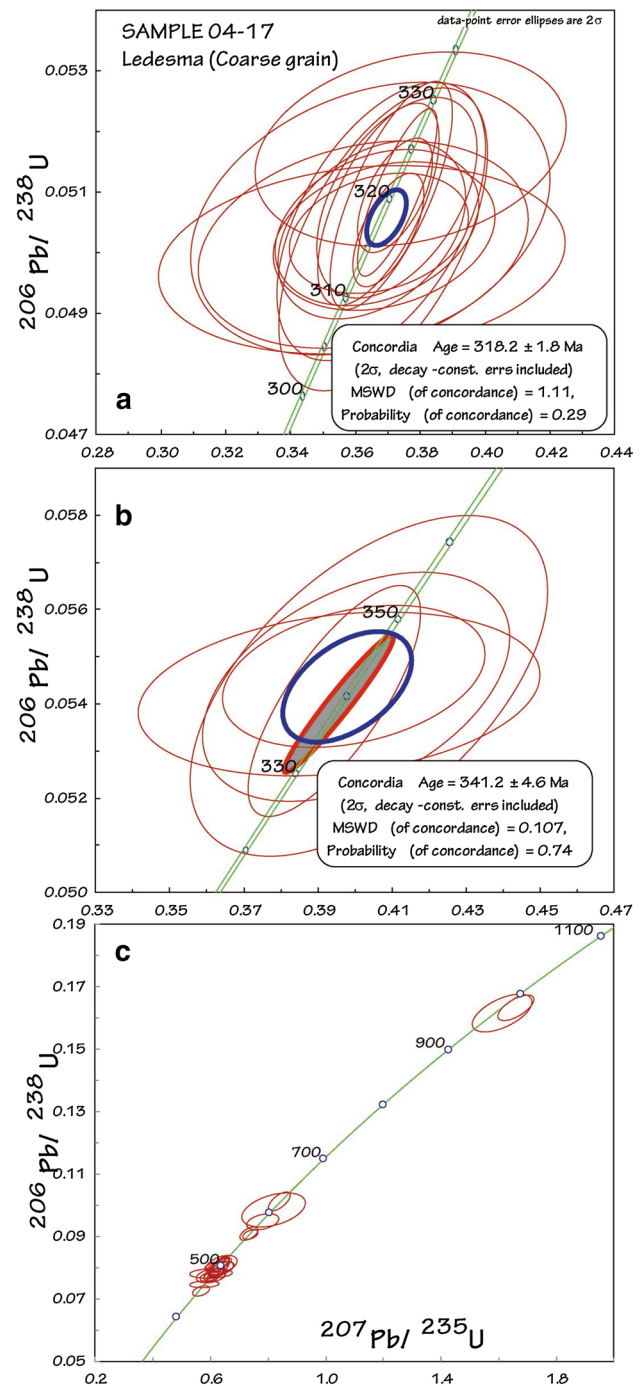 data-point error ellipses are 2σ
SAMPLE 04-17
Ledesma (Coarse grain)
0.053
330
0.051
320
206 Pb/ 238 U
310
0.049
300
Concordia Age = 318.2 ± 1.8 Ma
(2σ, decay -const. errs included)
MSWD (of concordance) = 1.11,
Probability (of concordance) = 0.29
a
0.047
0.28 0.30 0.32 0.34 0.36 0.38 0.40 0.42 0.44
b
0.058
0.056
350
206 Pb/ 238 U
0.054
330
0.052
Concordia Age = 341.2 ± 4.6 Ma
(2σ, decay -const. errs included)
MSWD (of concordance) = 0.107,
Probability (of concordance) = 0.74
0.050
0.33 0.35 0.37 0.39 0.41 0.43 0.45 0.47
0.19
1100
c
0.17
0.15
900
0.13
206 Pb/ 238 U
700
0.11
0.09
500
0.07
207 Pb/ 235 U
0.05
0.2 0.6 1.0 1.4 1.8